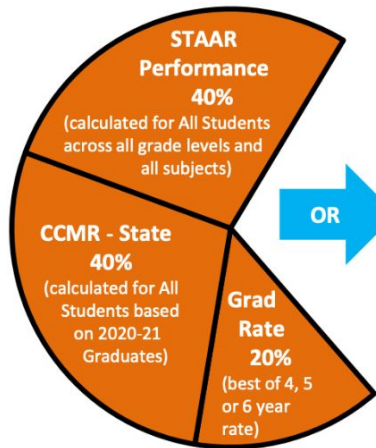 STAAR
Performance
40%
(calculated for All Students
across all grade levels and
all subjects)
OR
CCMR - State
40%
(calculated for All
Students based
on 2020-21
Graduates)
Grad
Rate
20%
(best of 4, 5
or 6 year
rate)